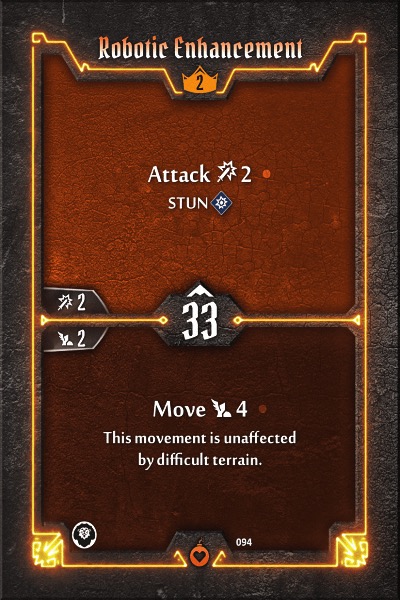 Robotic Enhancement
2
Attack 2
STUN
2
33
2
Move 4
This movement is unaffected
by difficult terrain.
094